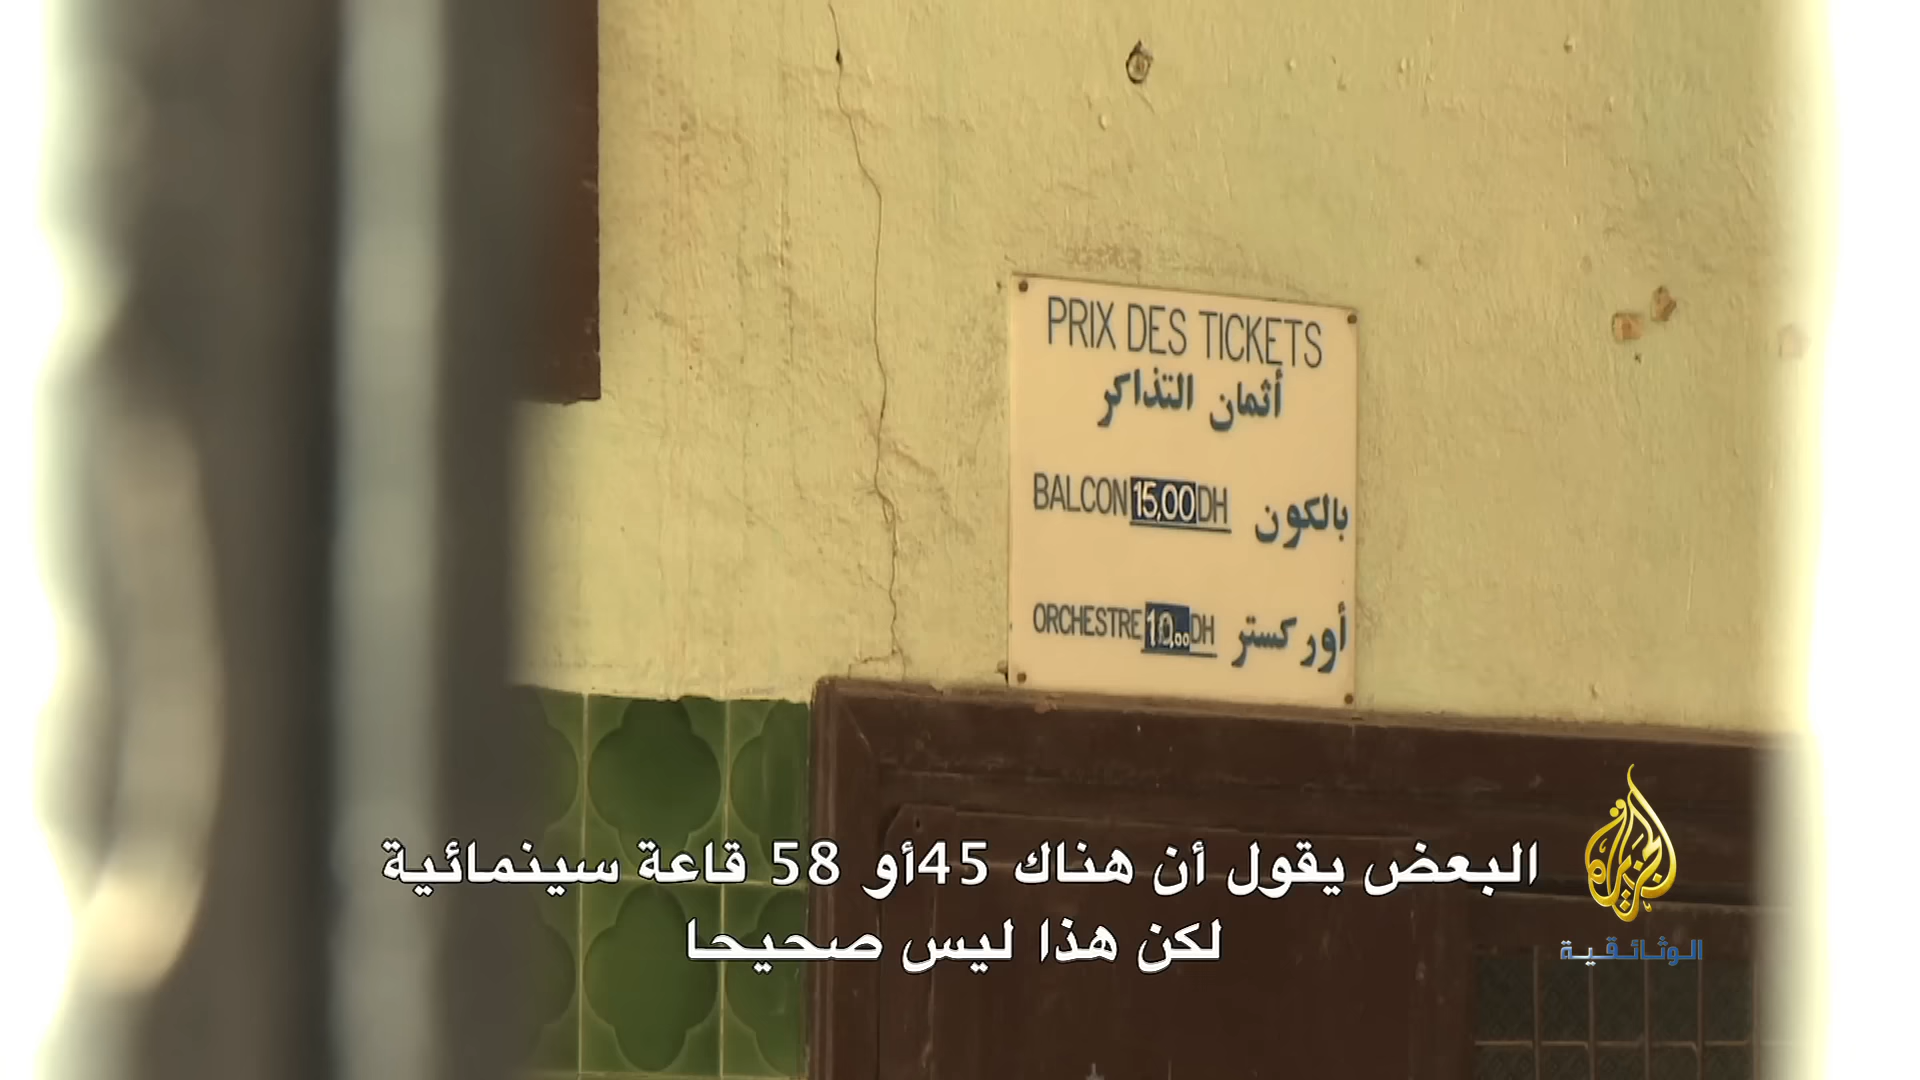 PRIX DES TICKETS
أثمان التذاكر
BALCON 15,00 DH بالكون
ORCHESTRE 10,00 DH أوركستر
البعض يقول أن هناك 45أو 58 قاعة سينمائية
لكن هذا ليس صحيحا
الجزيرة
الوثائقية